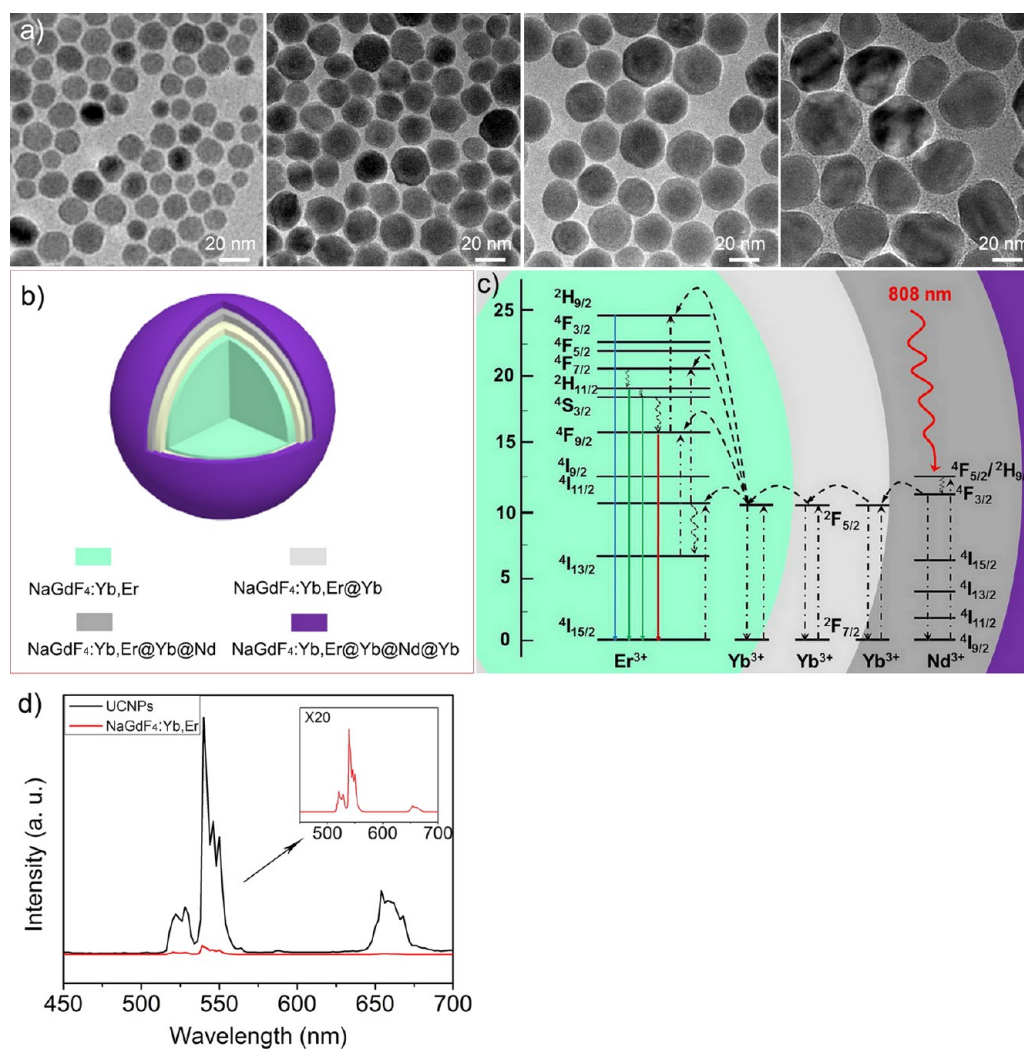 a)
20 nm
20 nm
20 nm
20 nm
b)
NaGdF₄:Yb,Er
NaGdF₄:Yb,Er@Yb
NaGdF₄:Yb,Er@Yb@Nd
NaGdF₄:Yb,Er@Yb@Nd@Yb
c)
808 nm
25
20
15
10
5
0
²H₉/₂
⁴F₃/₂
⁴F₅/₂
⁴F₇/₂
²H₁₁/₂
⁴S₃/₂
⁴F₉/₂
⁴I₉/₂
⁴I₁₁/₂
⁴I₁₃/₂
⁴I₁₅/₂
²F₅/₂
²F₇/₂
⁴F₅/₂/²H₉
⁴F₃/₂
⁴I₁₅/₂
⁴I₁₃/₂
⁴I₁₁/₂
⁴I₉/₂
Er³⁺
Yb³⁺
Yb³⁺
Yb³⁺
Nd³⁺
d)
UCNPs
NaGdF₄:Yb,Er
X20
500
600
700
Intensity (a. u.)
450
500
550
600
650
700
Wavelength (nm)